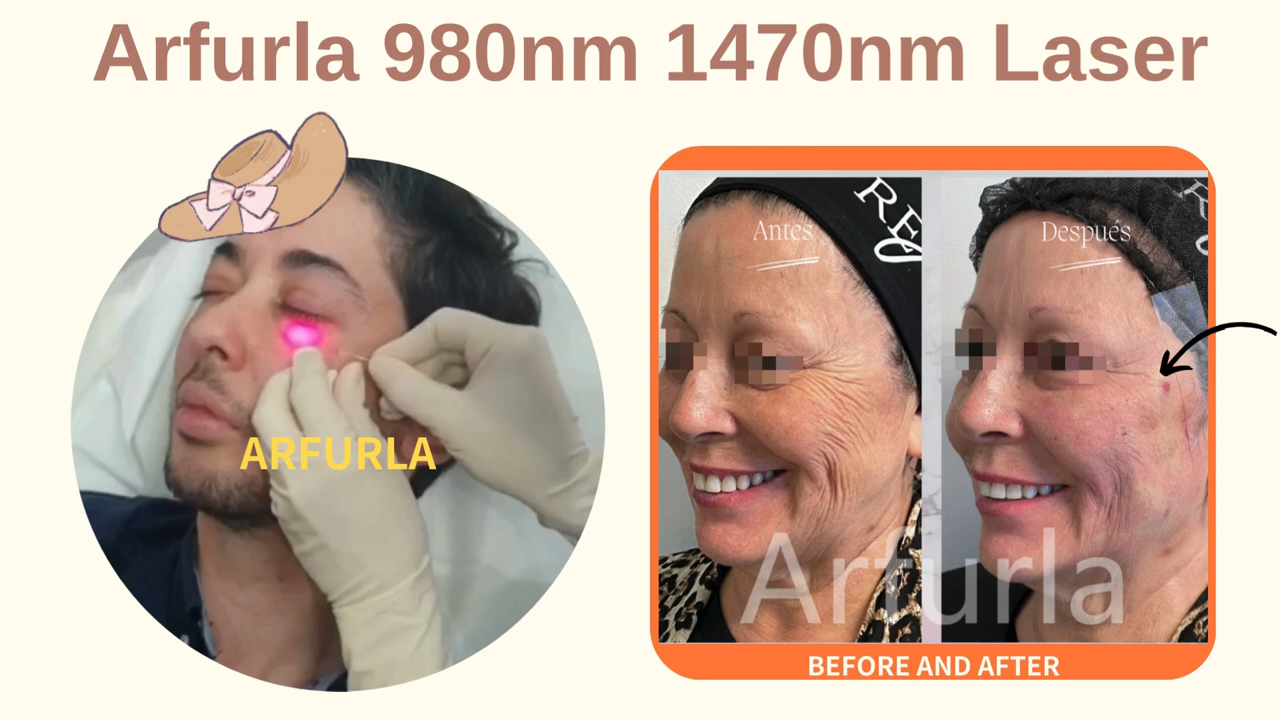 Arfurla 980nm 1470nm Laser
ARFURLA
Antes
Después
Arfurla
BEFORE AND AFTER